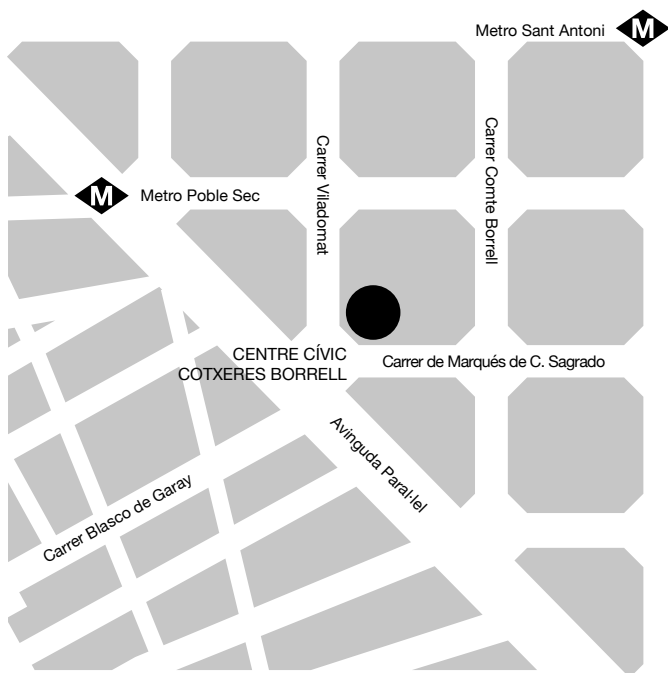 Metro Sant Antoni
M
Carrer Viladomat
Carrer Comte Borrell
M
Metro Poble Sec
CENTRE CÍVIC
COTXERES BORRELL
Carrer de Marqués de C. Sagrado
Avinguda Paral·lel
Carrer Blasco de Garay